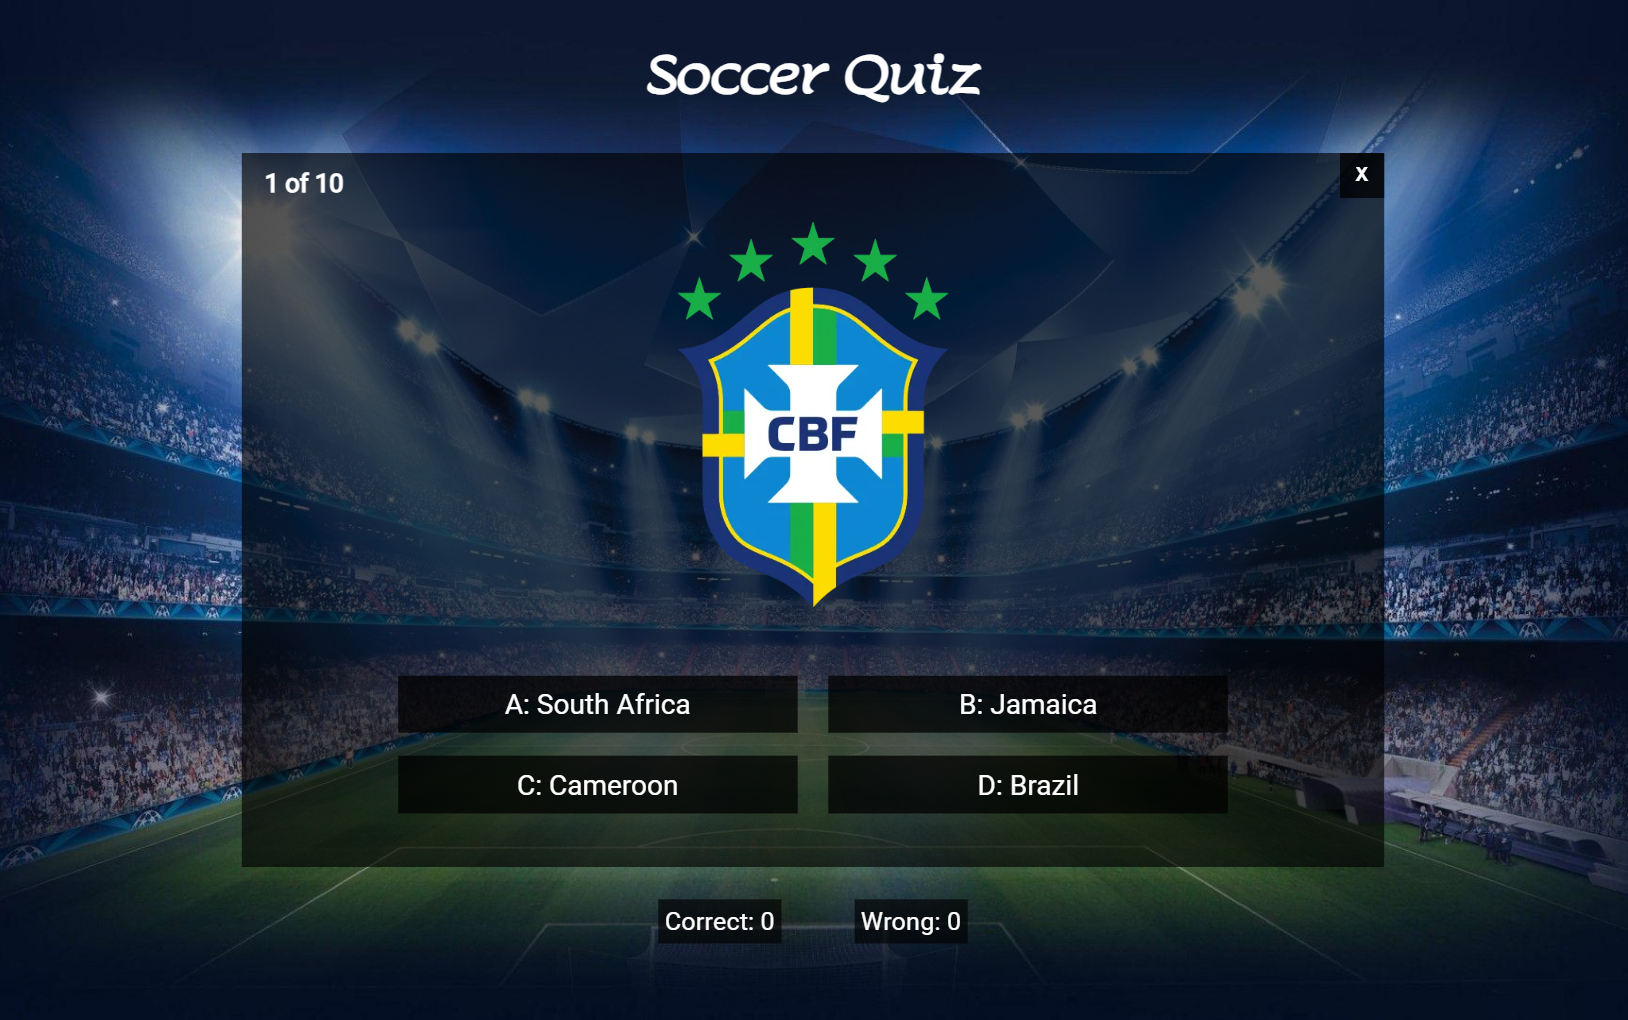 Soccer Quiz
1 of 10
X
CBF
A: South Africa
B: Jamaica
C: Cameroon
D: Brazil
Correct: 0
Wrong: 0